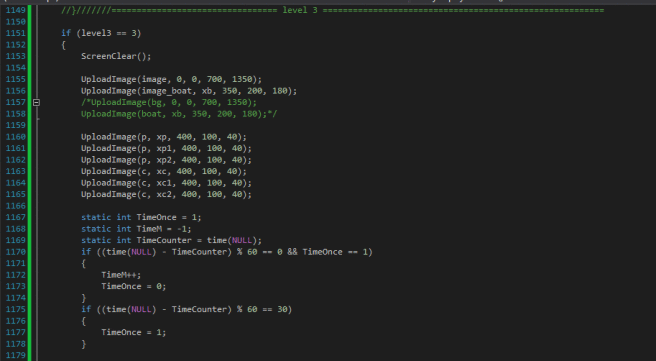 1149 //}///////================================= level 3 ========================================================
1150
1151 if (level3 == 3)
1152 {
1153 ScreenClear();
1154
1155 UploadImage(image, 0, 0, 700, 1350);
1156 UploadImage(image_boat, xb, 350, 200, 180);
1157 /*UploadImage(bg, 0, 0, 700, 1350);
1158 UploadImage(boat, xb, 350, 200, 180);*/
1159
1160 UploadImage(p, xp, 400, 100, 40);
1161 UploadImage(p, xp1, 400, 100, 40);
1162 UploadImage(p, xp2, 400, 100, 40);
1163 UploadImage(c, xc, 400, 100, 40);
1164 UploadImage(c, xc1, 400, 100, 40);
1165 UploadImage(c, xc2, 400, 100, 40);
1166
1167 static int TimeOnce = 1;
1168 static int TimeM = -1;
1169 static int TimeCounter = time(NULL);
1170 if ((time(NULL) - TimeCounter) % 60 == 0 && TimeOnce == 1)
1171 {
1172 TimeM++;
1173 TimeOnce = 0;
1174 }
1175 if ((time(NULL) - TimeCounter) % 60 == 30)
1176 {
1177 TimeOnce = 1;
1178 }
1179